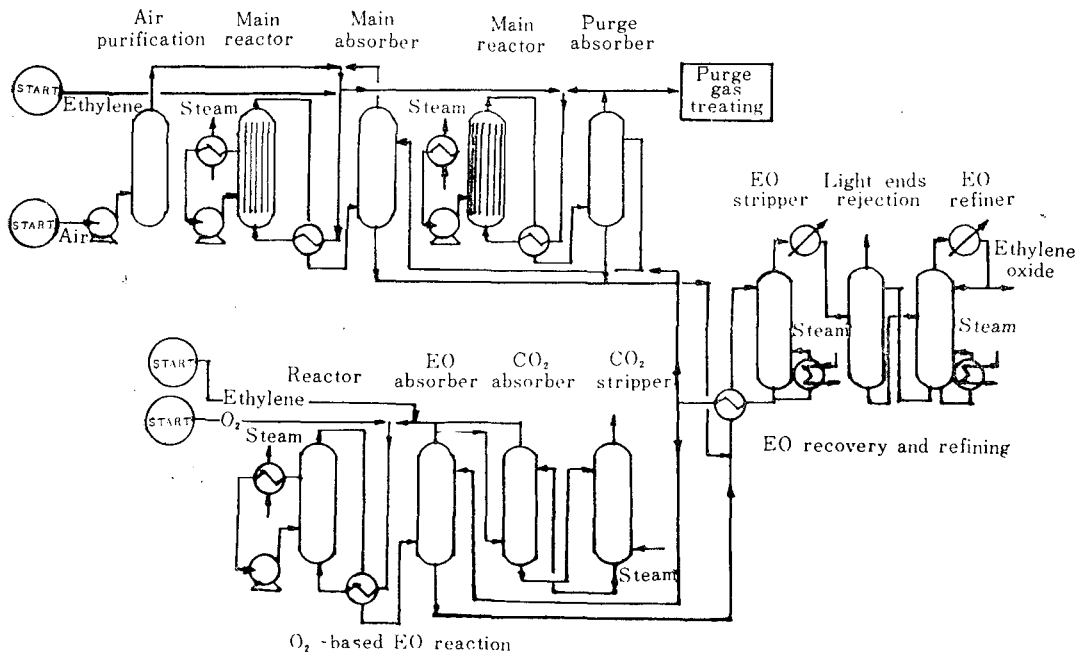 Air
purification
Main
reactor
Main
absorber
Main
reactor
Purge
absorber
START
Ethylene
Steam
Steam
Purge
gas
treating
START
Air
EO
stripper
Light ends
rejection
EO
refiner
Ethylene
oxide
Steam
Steam
START
Ethylene
START
O₂
Reactor
EO
absorber
CO₂
absorber
CO₂
stripper
Steam
EO recovery and refining
Steam
O₂-based EO reaction